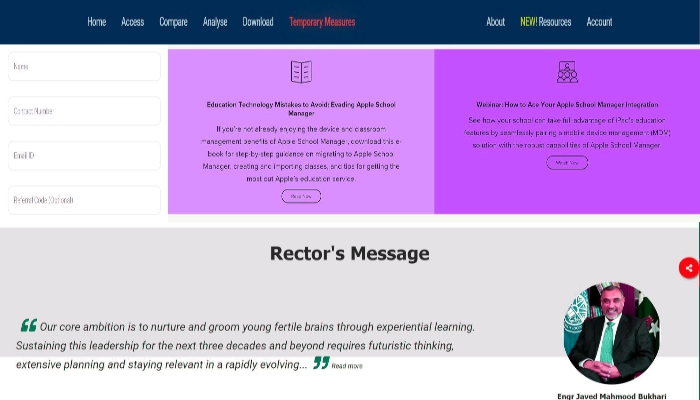 Home Access Compare Analyse Download Temporary Measures About NEW! Resources Account
Name
Contact Number
Email ID
Referral Code (Optional)
Education Technology Mistakes to Avoid: Evading Apple School
Manager
If you're not already enjoying the device and classroom
management benefits of Apple School Manager, download this e-
book for step-by-step guidance on migrating to Apple School
Manager, creating and importing classes, and tips for getting the
most out Apple's education service.
Read Now
Webinar: How to Ace Your Apple School Manager Integration
See how your school can take full advantage of iPad's education
features by seamlessly pairing a mobile device management (MDM)
solution with the robust capabilities of Apple School Manager
Watch Now
Rector's Message
“ Our core ambition is to nurture and groom young fertile brains through experiential learning.
Sustaining this leadership for the next three decades and beyond requires futuristic thinking,
extensive planning and staying relevant in a rapidly evolving... ” Read more
Engr Javed Mahmood Bukhari